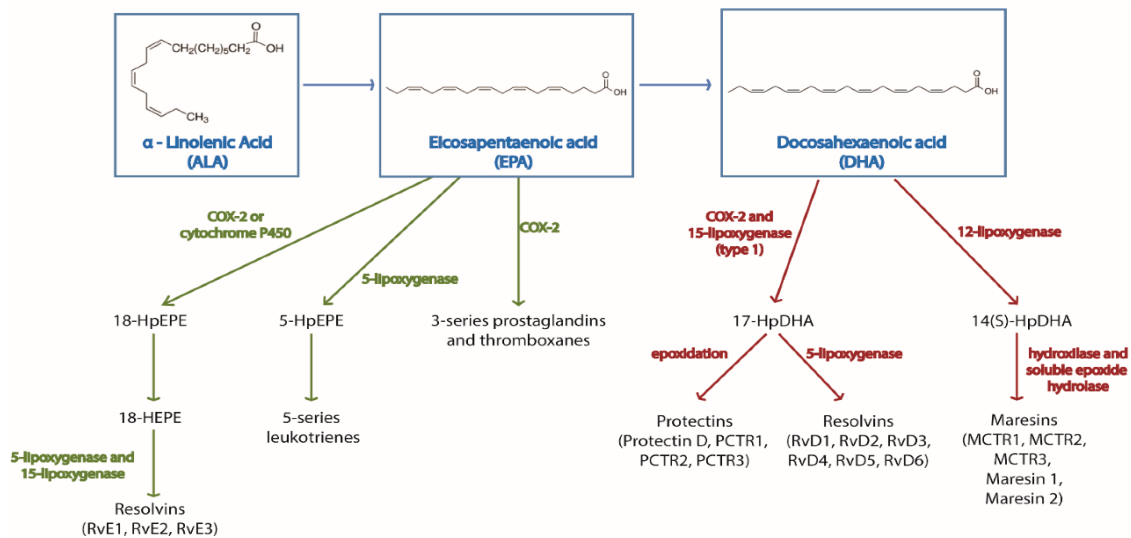 O
OH
CH₂(CH₂)₅CH₂
CH₃
α - Linolenic Acid
(ALA)
O
OH
Eicosapentaenoic acid
(EPA)
O
OH
Docosahexaenoic acid
(DHA)
COX-2 or
cytochrome P450
5-lipoxygenase
COX-2
COX-2 and
15-lipoxygenase
(type 1)
12-lipoxygenase
18-HpEPE
5-HpEPE
3-series prostaglandins
and thromboxanes
17-HpDHA
14(S)-HpDHA
epoxidation
5-lipoxygenase
hydroxilase and
soluble epoxide
hydrolase
18-HEPE
5-series
leukotrienes
Protectins
(Protectin D, PCTR1,
PCTR2, PCTR3)
Resolvins
(RvD1, RvD2, RvD3,
RvD4, RvD5, RvD6)
Maresins
(MCTR1, MCTR2,
MCTR3,
Maresin 1,
Maresin 2)
5-lipoxygenase and
15-lipoxygenase
Resolvins
(RvE1, RvE2, RvE3)